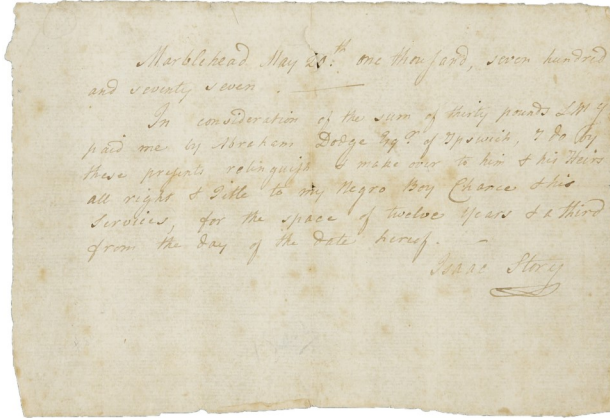 Marblehead May 20th. one thousand, seven hundred
and seventy seven.
In consideration of the sum of thirty pounds LMy
paid me by Abraham Dodge Esqr. of Ipswich, I do by
these presents relinquish & make over to him & his Heirs
all right & Title to my Negro Boy Chance & his
Services, for the space of twelve Years & a third
from the day of the date hereof. -
Isaac Story